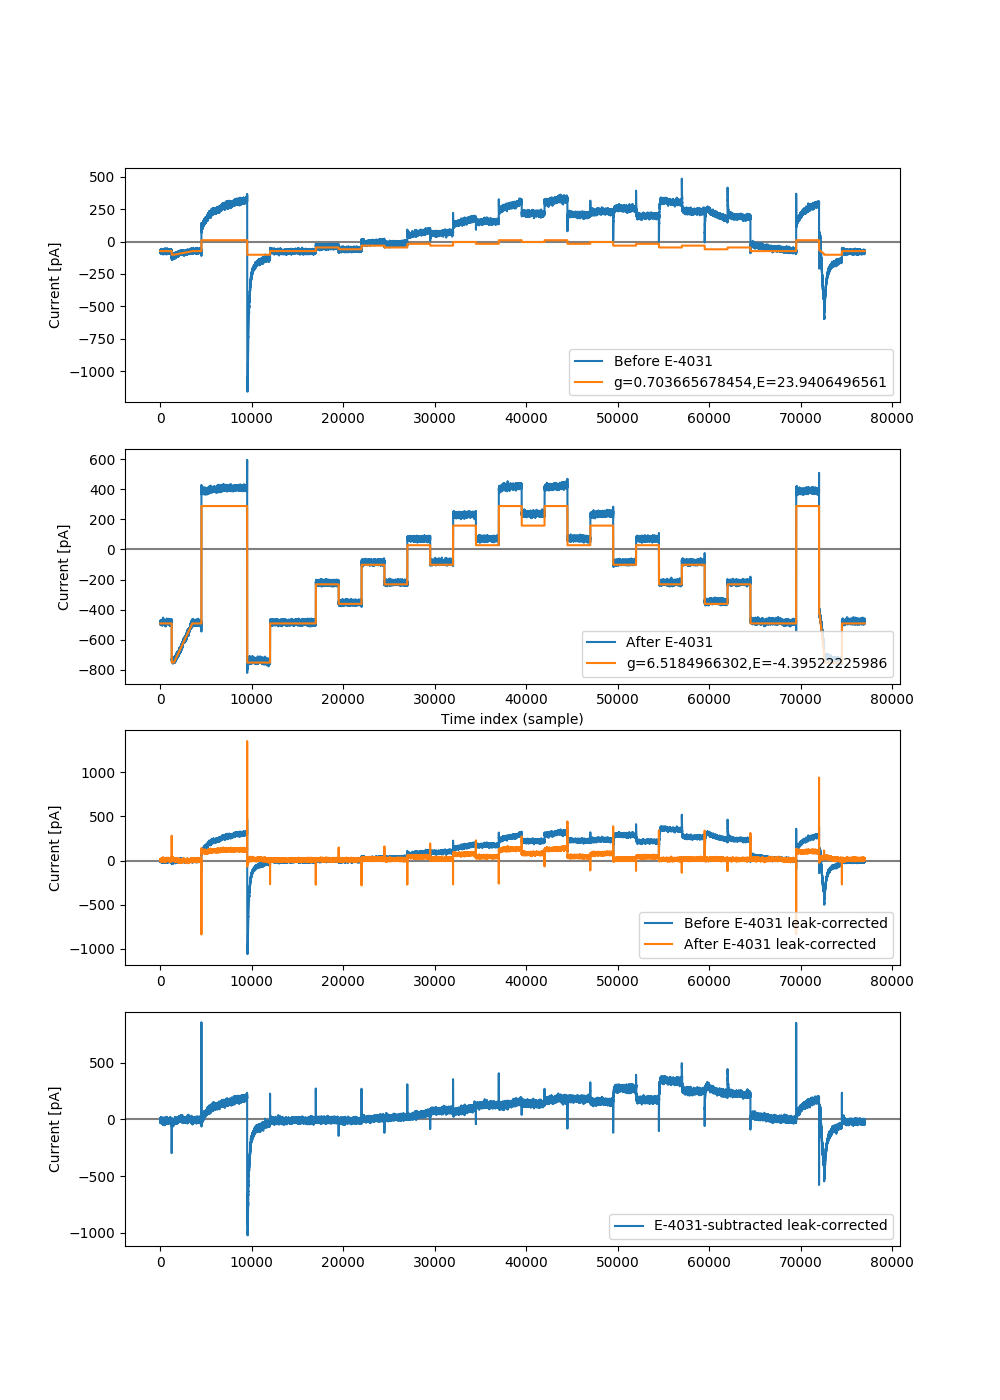 500
250
0
−250
−500
−750
−1000
Current [pA]
Before E-4031
g=0.703665678454,E=23.9406496561
0 10000 20000 30000 40000 50000 60000 70000 80000
600
400
200
0
−200
−400
−600
−800
Current [pA]
After E-4031
g=6.5184966302,E=-4.39522225986
0 10000 20000 30000 40000 50000 60000 70000 80000
Time index (sample)
1000
500
0
−500
−1000
Current [pA]
Before E-4031 leak-corrected
After E-4031 leak-corrected
0 10000 20000 30000 40000 50000 60000 70000 80000
500
0
−500
−1000
Current [pA]
E-4031-subtracted leak-corrected
0 10000 20000 30000 40000 50000 60000 70000 80000